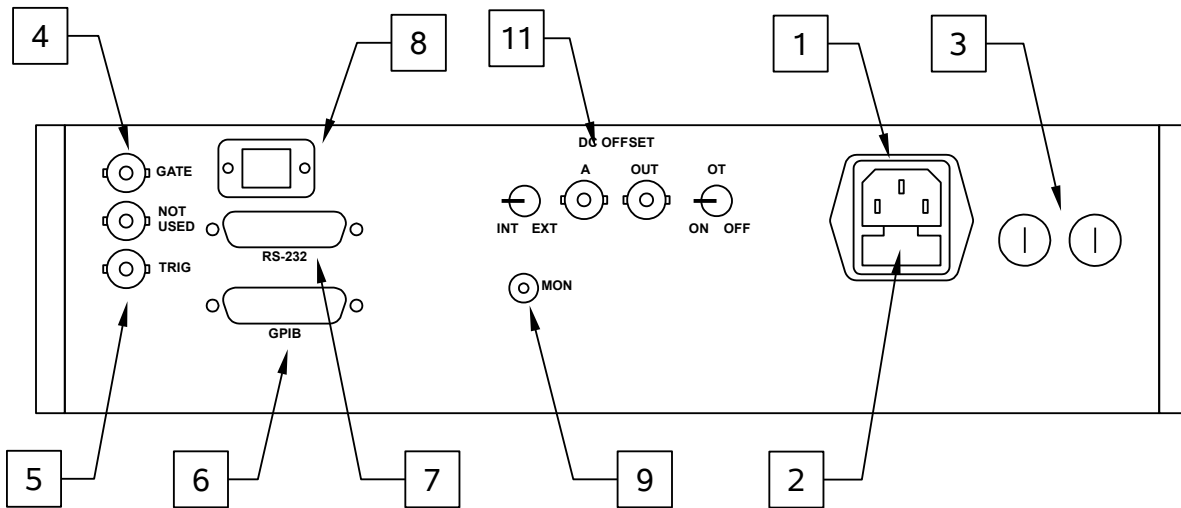 4
8
11
1
3
DC OFFSET
GATE
A
OUT
OT
NOT
USED
INT EXT
ON OFF
RS-232
TRIG
MON
GPIB
5
6
7
9
2